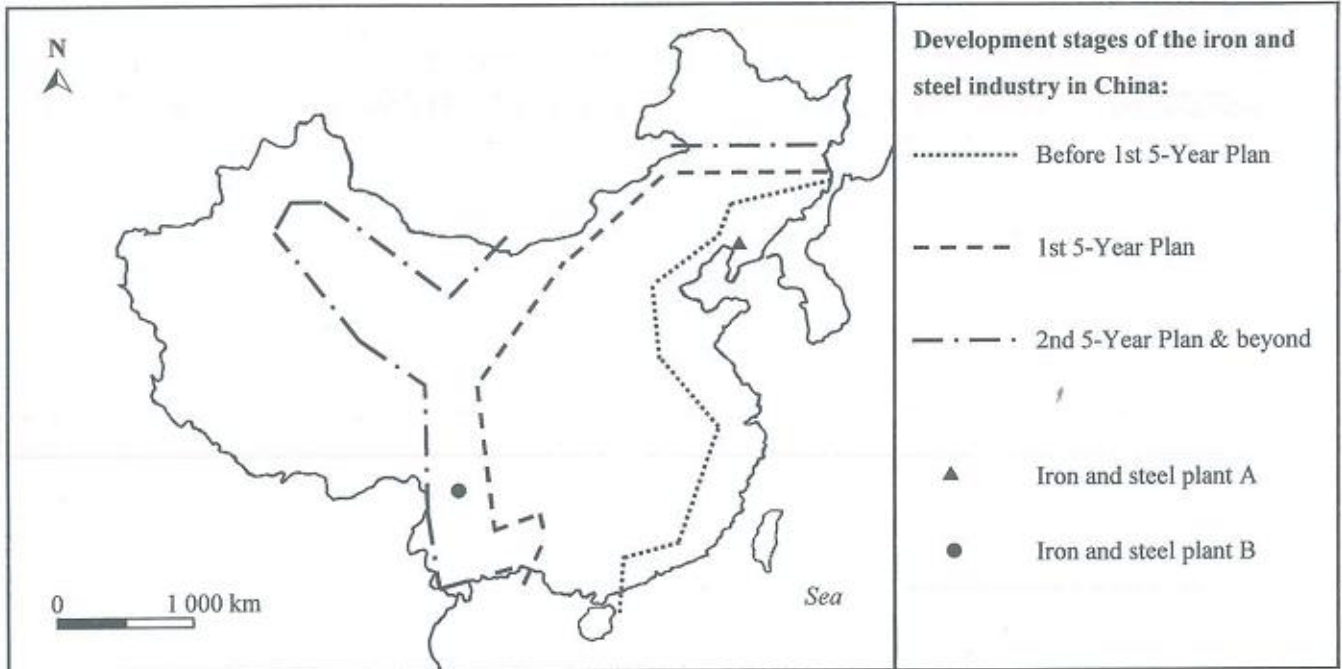 N
Sea
0 1 000 km
Development stages of the iron and
steel industry in China:
Before 1st 5-Year Plan
1st 5-Year Plan
2nd 5-Year Plan & beyond
Iron and steel plant A
Iron and steel plant B